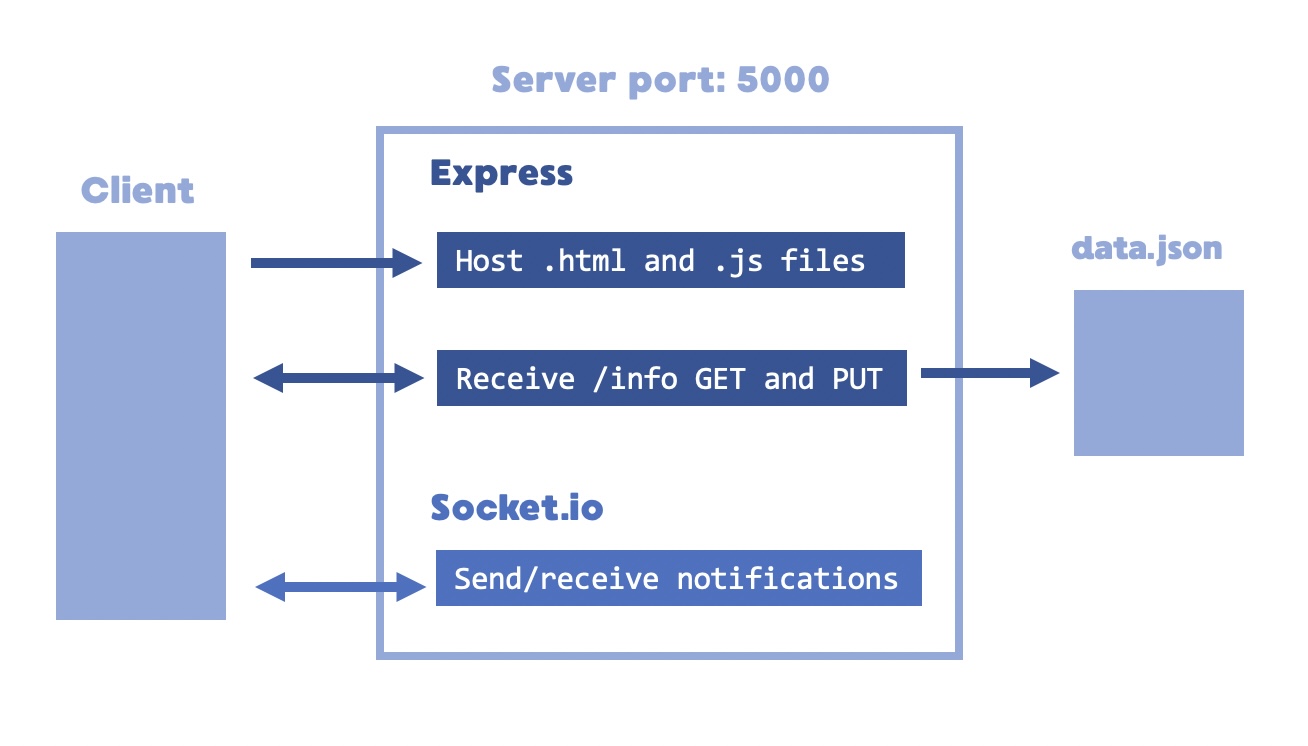 Server port: 5000
Client
Express
Host .html and .js files
data.json
Receive /info GET and PUT
Socket.io
Send/receive notifications